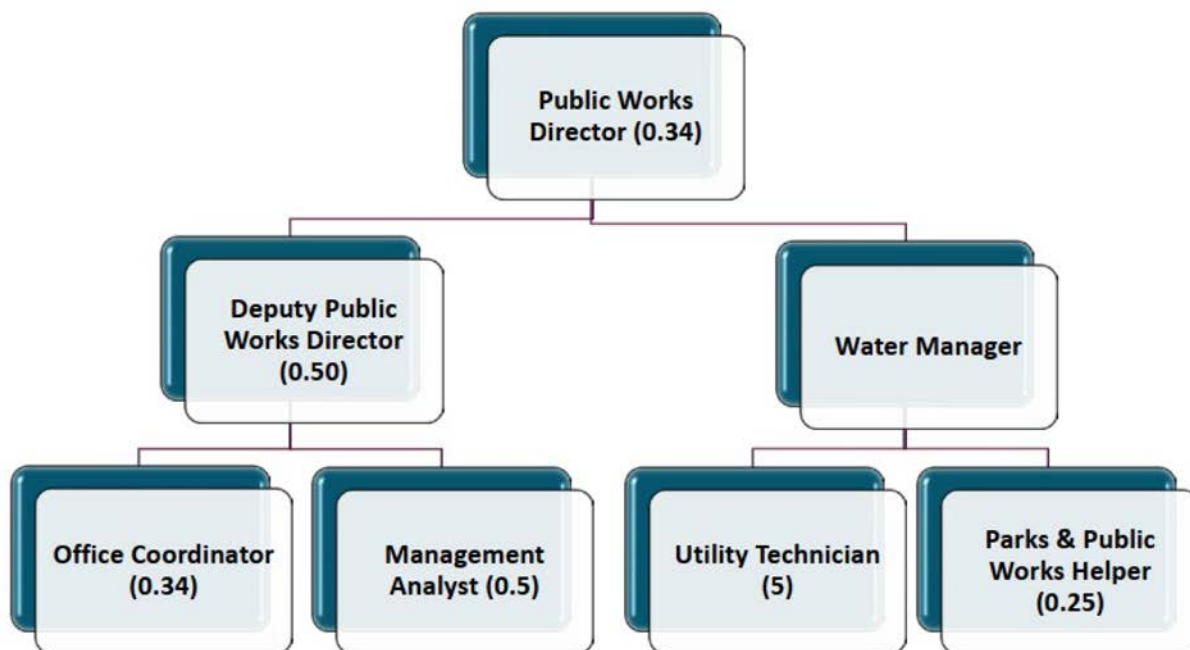 Public Works
Director (0.34)
Deputy Public
Works Director
(0.50)
Water Manager
Office Coordinator
(0.34)
Management
Analyst (0.5)
Utility Technician
(5)
Parks & Public
Works Helper
(0.25)